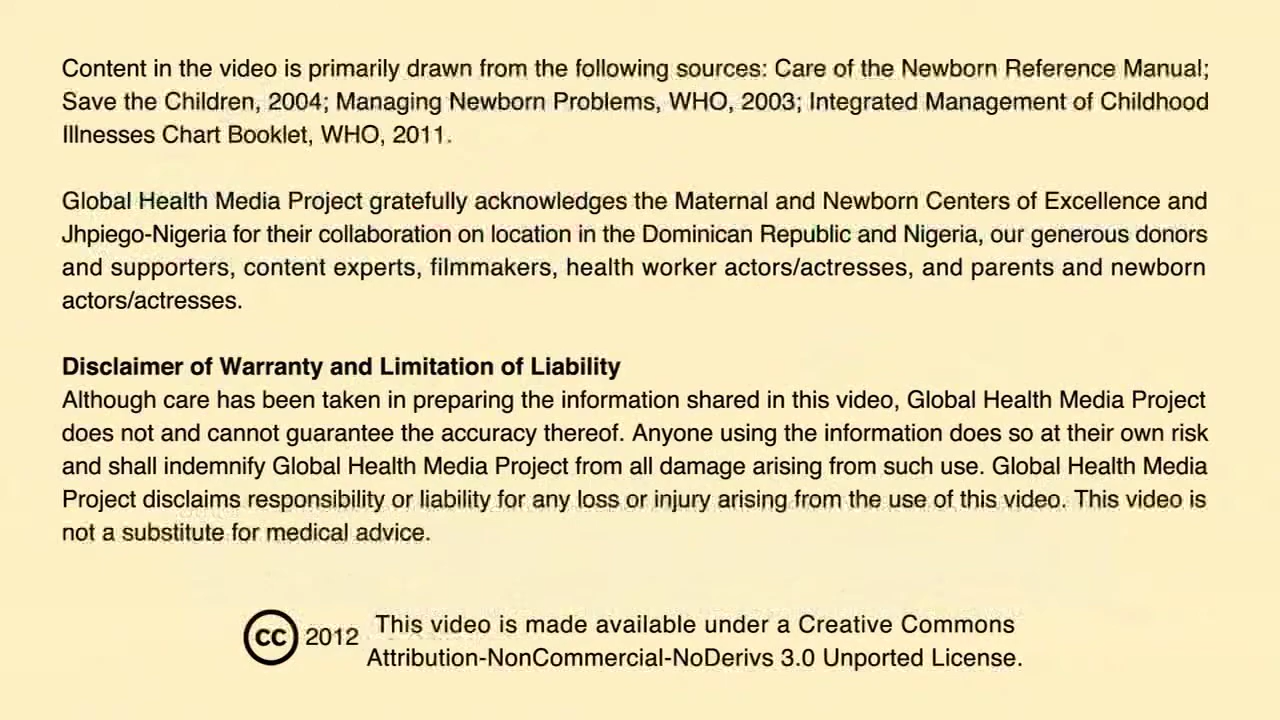 Content in the video is primarily drawn from the following sources: Care of the Newborn Reference Manual;
Save the Children, 2004; Managing Newborn Problems, WHO, 2003; Integrated Management of Childhood
Illnesses Chart Booklet, WHO, 2011.
Global Health Media Project gratefully acknowledges the Maternal and Newborn Centers of Excellence and
Jhpiego-Nigeria for their collaboration on location in the Dominican Republic and Nigeria, our generous donors
and supporters, content experts, filmmakers, health worker actors/actresses, and parents and newborn
actors/actresses.
Disclaimer of Warranty and Limitation of Liability
Although care has been taken in preparing the information shared in this video, Global Health Media Project
does not and cannot guarantee the accuracy thereof. Anyone using the information does so at their own risk
and shall indemnify Global Health Media Project from all damage arising from such use. Global Health Media
Project disclaims responsibility or liability for any loss or injury arising from the use of this video. This video is
not a substitute for medical advice.
CC 2012 This video is made available under a Creative Commons
Attribution-NonCommercial-NoDerivs 3.0 Unported License.